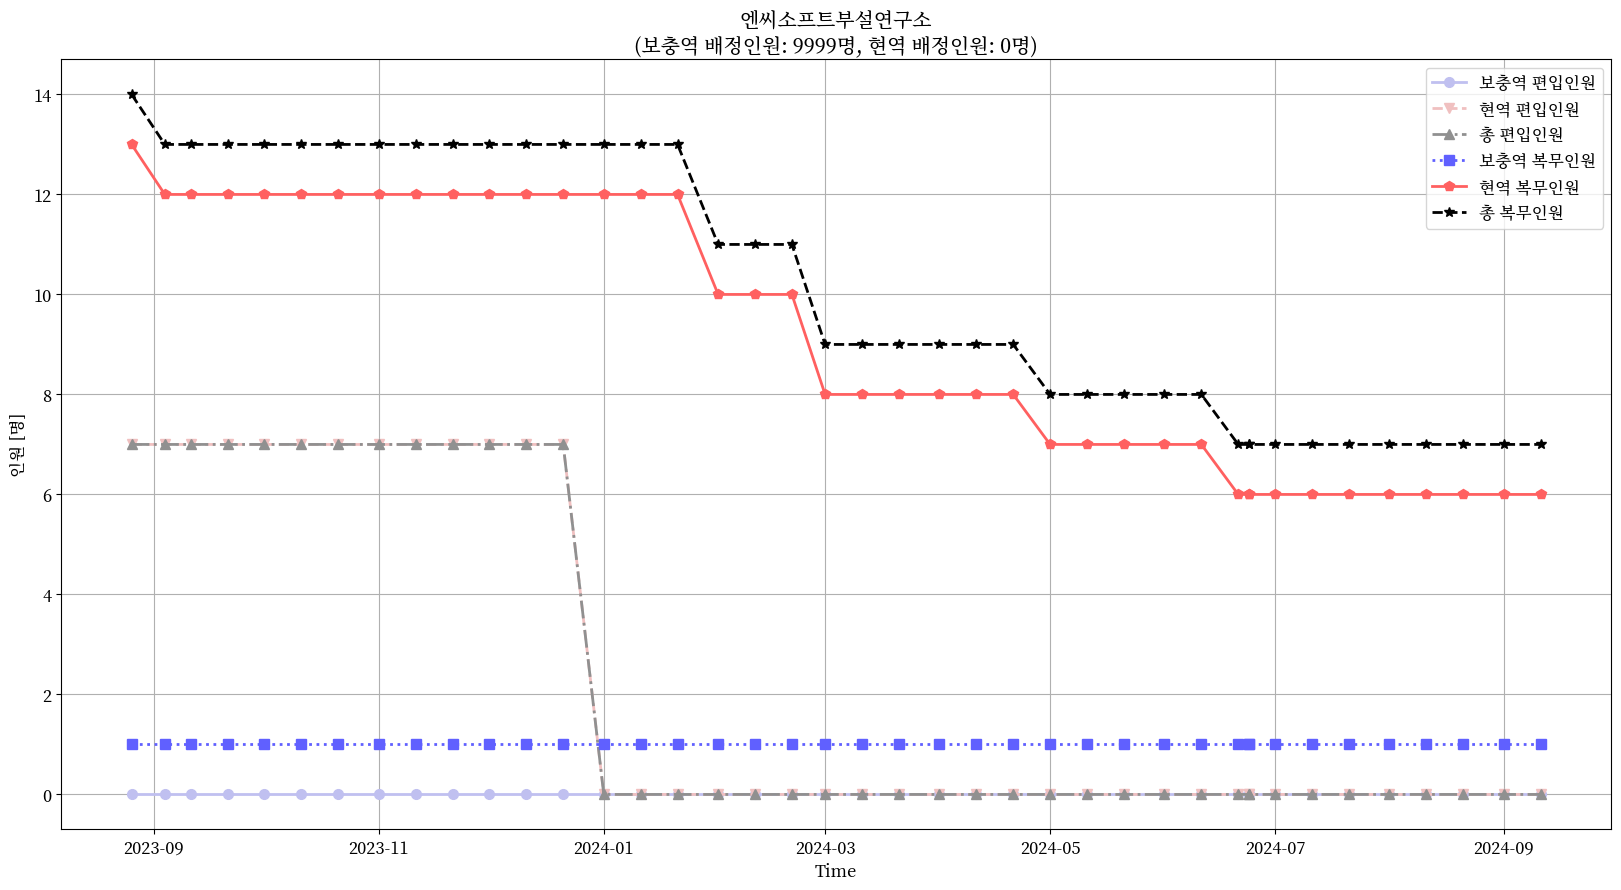 엔씨소프트부설연구소
(보충역 배정인원: 9999명, 현역 배정인원: 0명)
보충역 편입인원
현역 편입인원
총 편입인원
보충역 복무인원
현역 복무인원
총 복무인원
인원 [명]
14
12
10
8
6
4
2
0
2023-09
2023-11
2024-01
2024-03
2024-05
2024-07
2024-09
Time